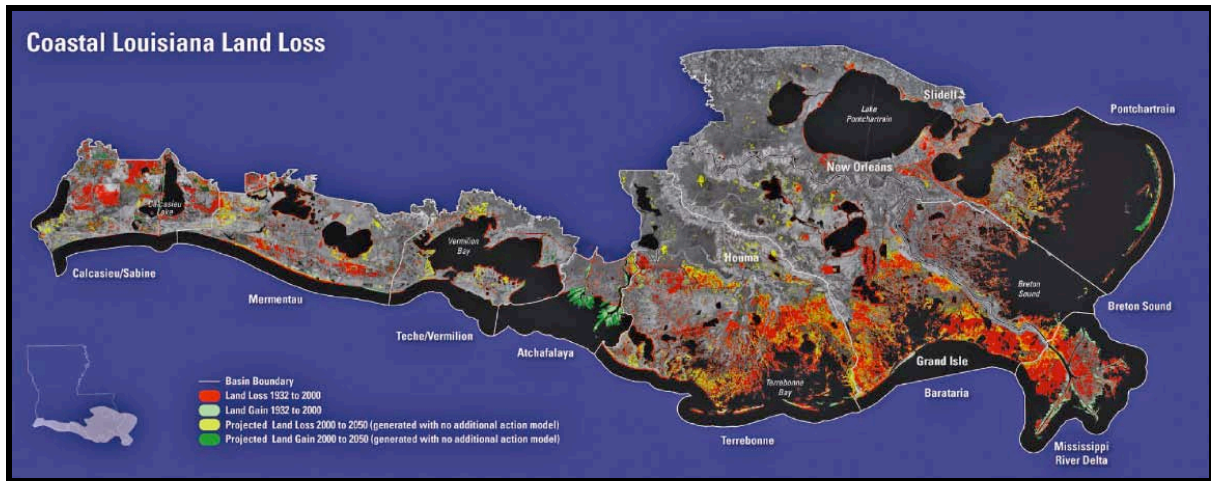 Coastal Louisiana Land Loss
Slidell
Pontchartrain
Lake
Pontchartrain
New Orleans
Calcasieu
Lake
Vermilion
Bay
Houma
Calcasieu/Sabine
Breton
Sound
Mermentau
Breton Sound
Teche/Vermilion
Atchafalaya
Grand Isle
Terrebonne
Bay
Barataria
Terrebonne
Mississippi
River Delta
Basin Boundary
Land Loss 1932 to 2000
Land Gain 1932 to 2000
Projected Land Loss 2000 to 2050 (generated with no additional action model)
Projected Land Gain 2000 to 2050 (generated with no additional action model)